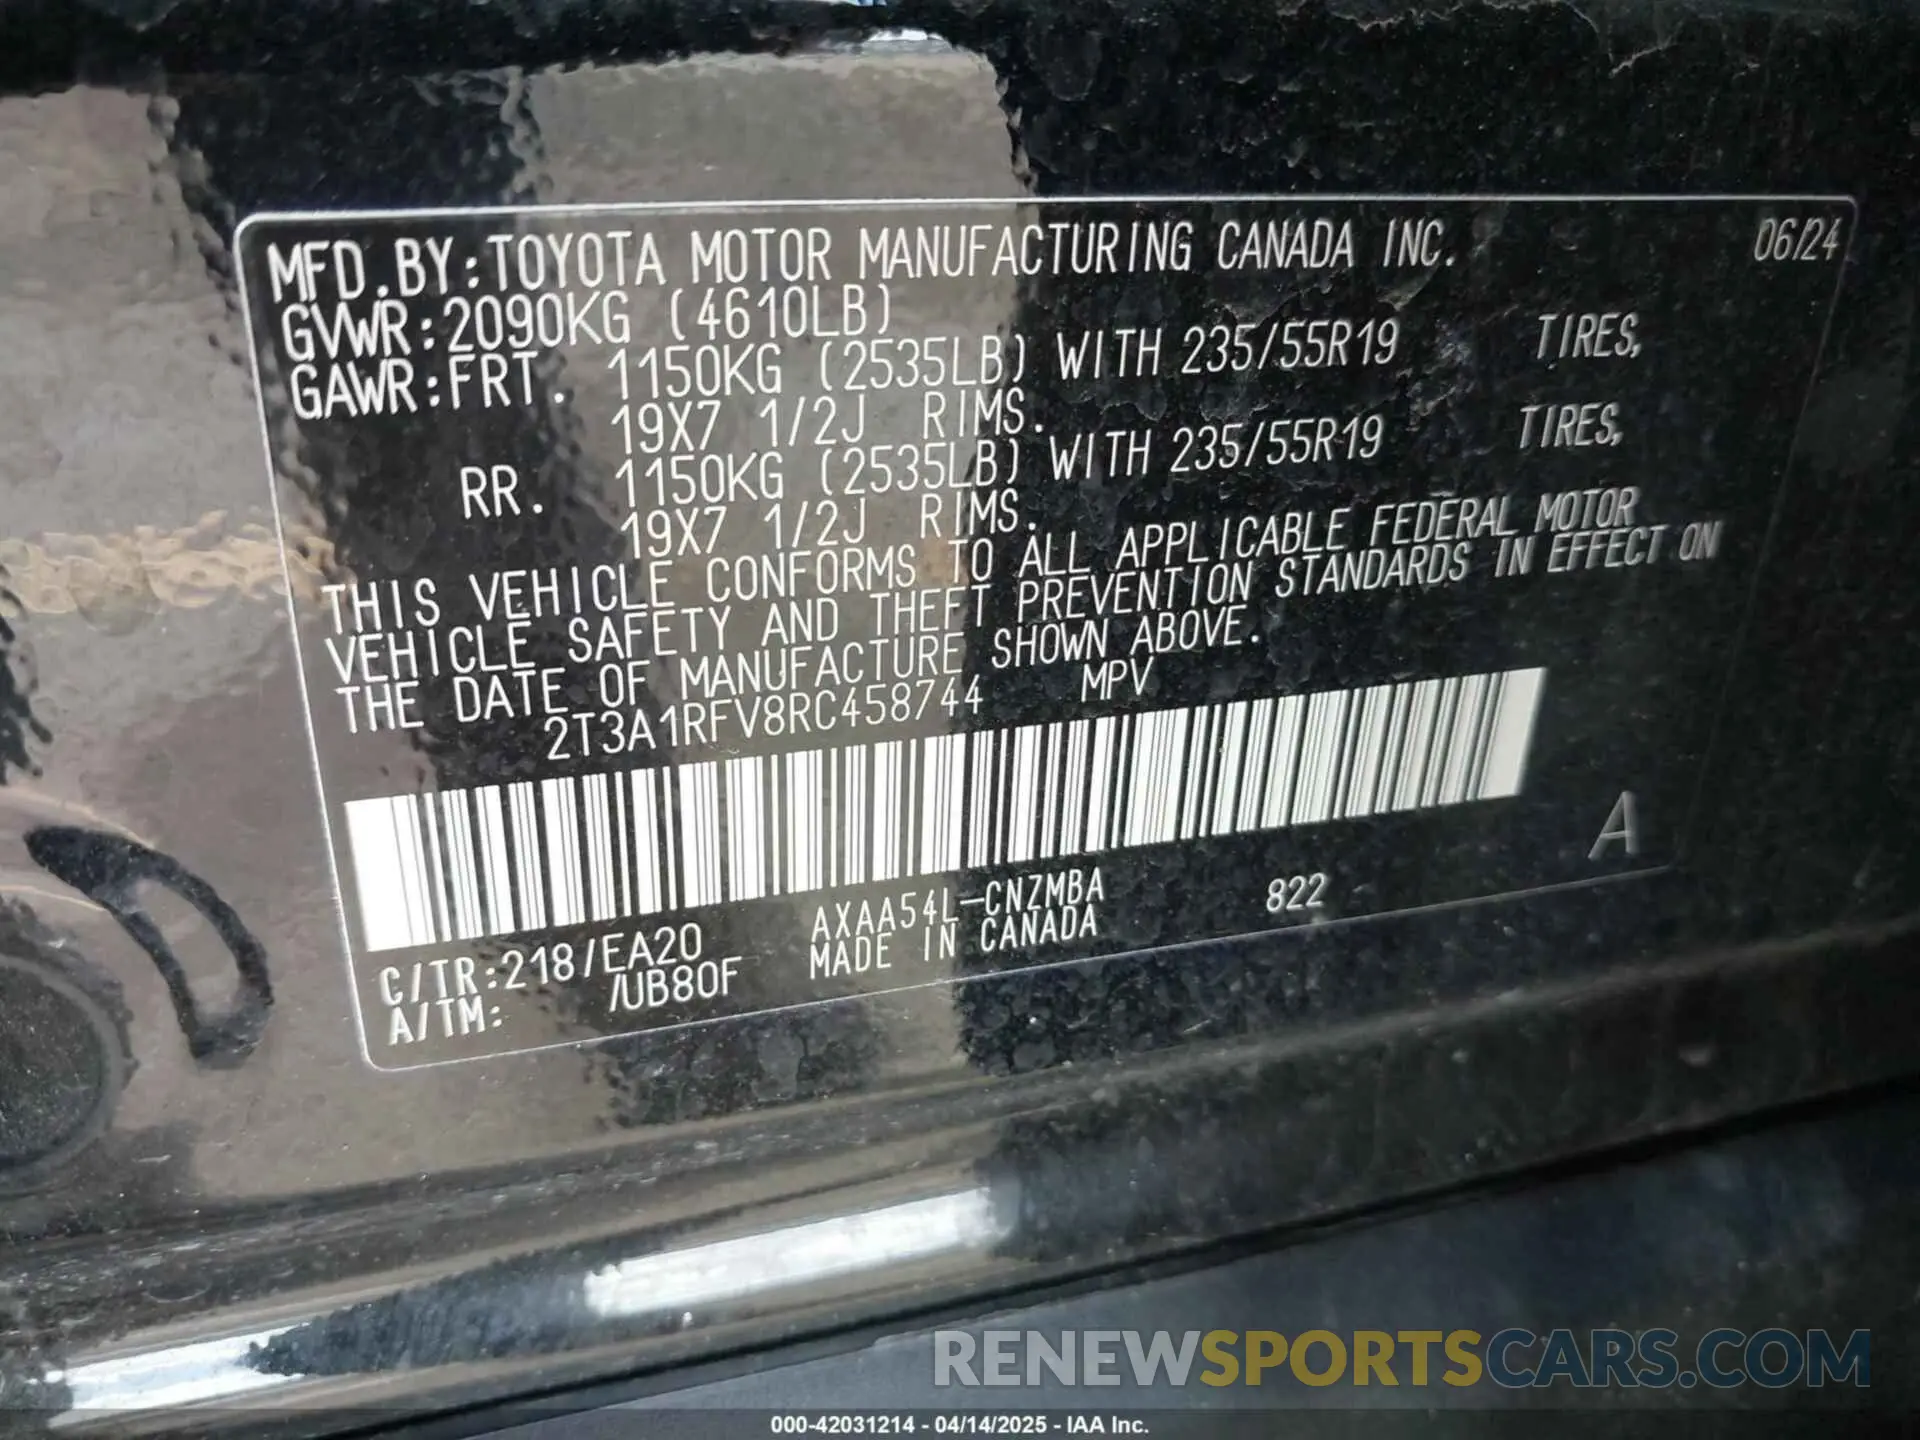 MFD.BY:TOYOTA MOTOR MANUFACTURING CANADA INC. 06/24
GVWR:2090KG (4610LB)
GAWR:FRT. 1150KG (2535LB) WITH 235/55R19 TIRES,
19X7 1/2J RIMS.
RR. 1150KG (2535LB) WITH 235/55R19 TIRES,
19X7 1/2J RIMS.
THIS VEHICLE CONFORMS TO ALL APPLICABLE FEDERAL MOTOR
VEHICLE SAFETY AND THEFT PREVENTION STANDARDS IN EFFECT ON
THE DATE OF MANUFACTURE SHOWN ABOVE.
2T3A1RFV8RC458744 MPV
A
C/TR:218/EA20 AXAA54L-CNZMBA 822
A/TM: /UB80F MADE IN CANADA
RENEWSPORTSCARS.COM
000-42031214 - 04/14/2025 - IAA Inc.